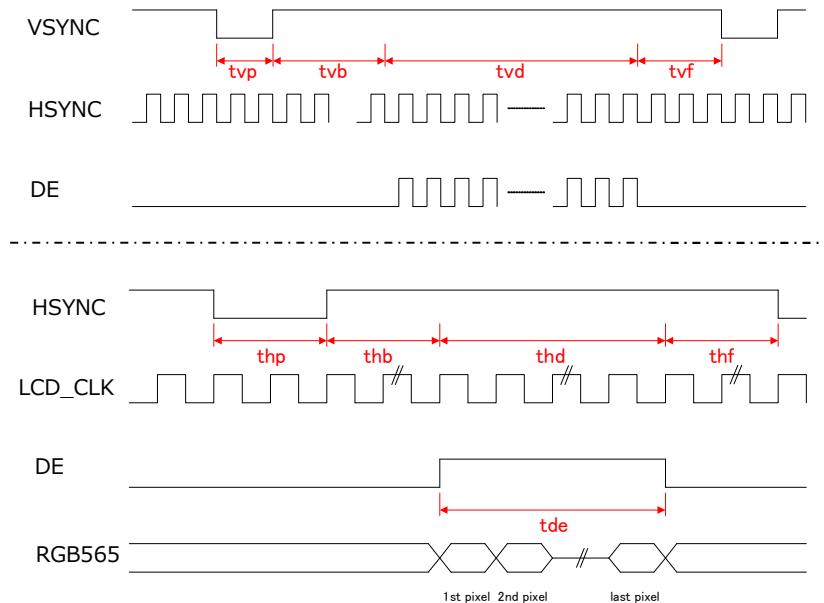 VSYNC
tvp tvb tvd tvf
HSYNC
DE
HSYNC
thp thb thd thf
LCD_CLK
DE
tde
RGB565
1st pixel 2nd pixel last pixel